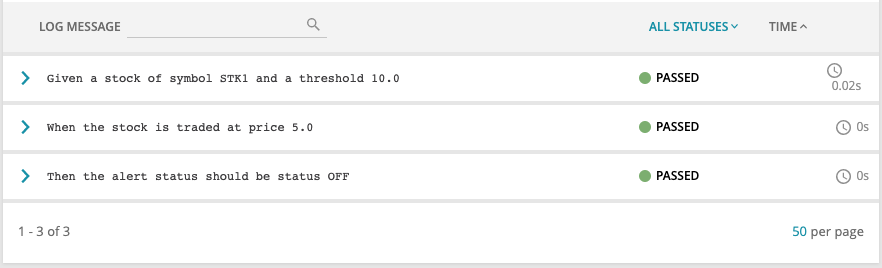 LOG MESSAGE ALL STATUSES TIME
Given a stock of symbol STK1 and a threshold 10.0 PASSED 0.02s
When the stock is traded at price 5.0 PASSED 0s
Then the alert status should be status OFF PASSED 0s
1 - 3 of 3 50 per page